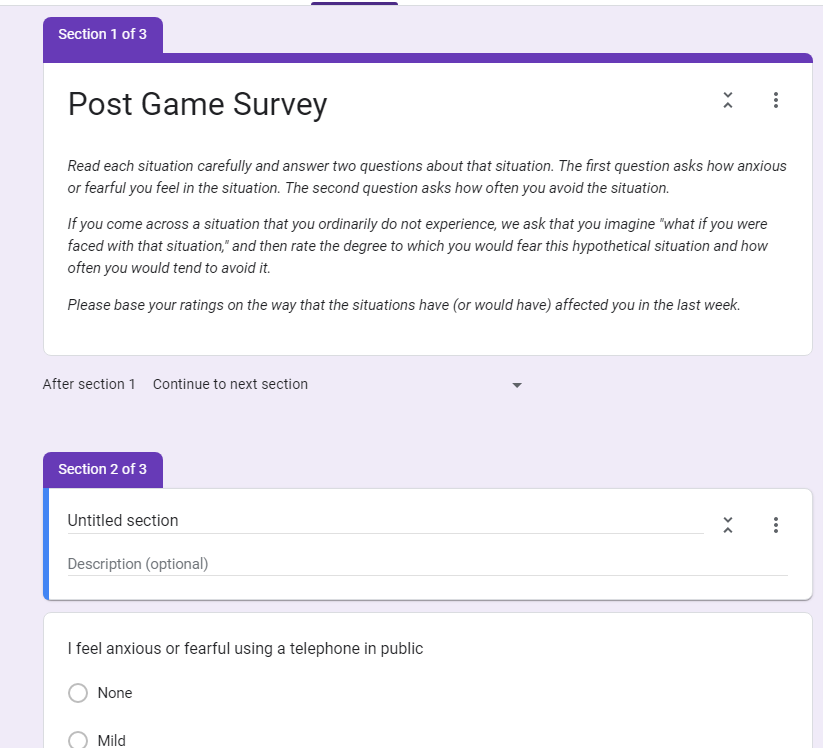 Section 1 of 3
Post Game Survey
Read each situation carefully and answer two questions about that situation. The first question asks how anxious
or fearful you feel in the situation. The second question asks how often you avoid the situation.
If you come across a situation that you ordinarily do not experience, we ask that you imagine "what if you were
faced with that situation," and then rate the degree to which you would fear this hypothetical situation and how
often you would tend to avoid it.
Please base your ratings on the way that the situations have (or would have) affected you in the last week.
After section 1 Continue to next section
Section 2 of 3
Untitled section
Description (optional)
I feel anxious or fearful using a telephone in public
None
Mild